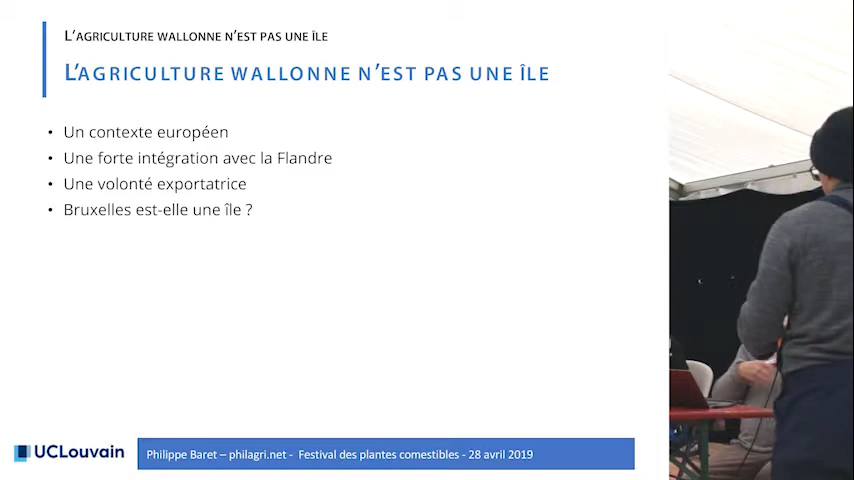 L'AGRICULTURE WALLONNE N'EST PAS UNE ÎLE
L'AGRICULTURE WALLONNE N'EST PAS UNE ÎLE
• Un contexte européen
• Une forte intégration avec la Flandre
• Une volonté exportatrice
• Bruxelles est-elle une île ?
UCLouvain
Philippe Baret – philagri.net - Festival des plantes comestibles - 28 avril 2019